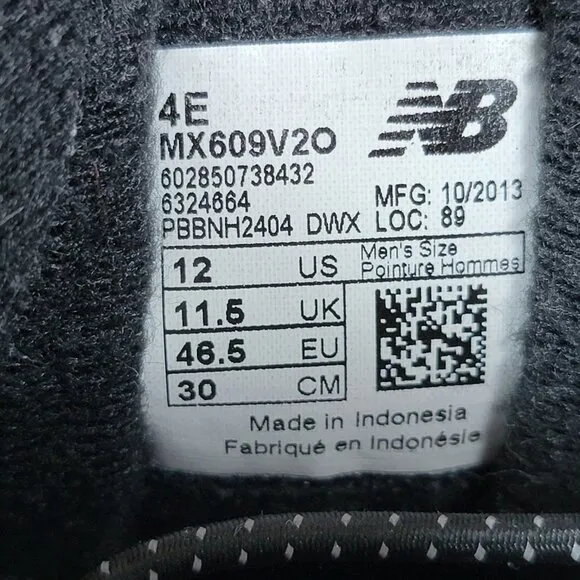 4E
NB
MX609V2O
602850738432
6324664
MFG: 10/2013
PBBNH2404 DWX LOC: 89
12 US
Men's Size
Pointure Hommes
11.5 UK
46.5 EU
30 CM
Made in Indonesia
Fabriqué en Indonésie